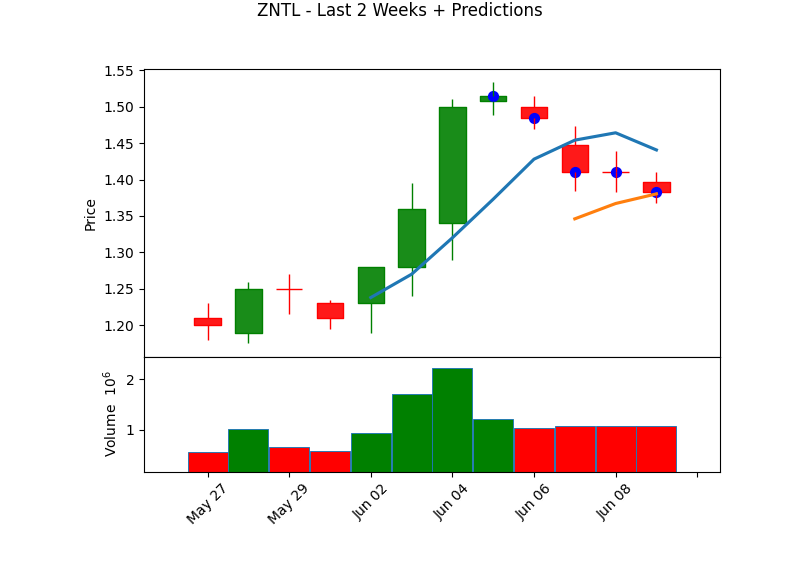 ZNTL - Last 2 Weeks + Predictions
1.55
1.50
1.45
1.40
1.35
1.30
1.25
1.20
Price
2
1
Volume 10^6
May 27
May 29
Jun 02
Jun 04
Jun 06
Jun 08